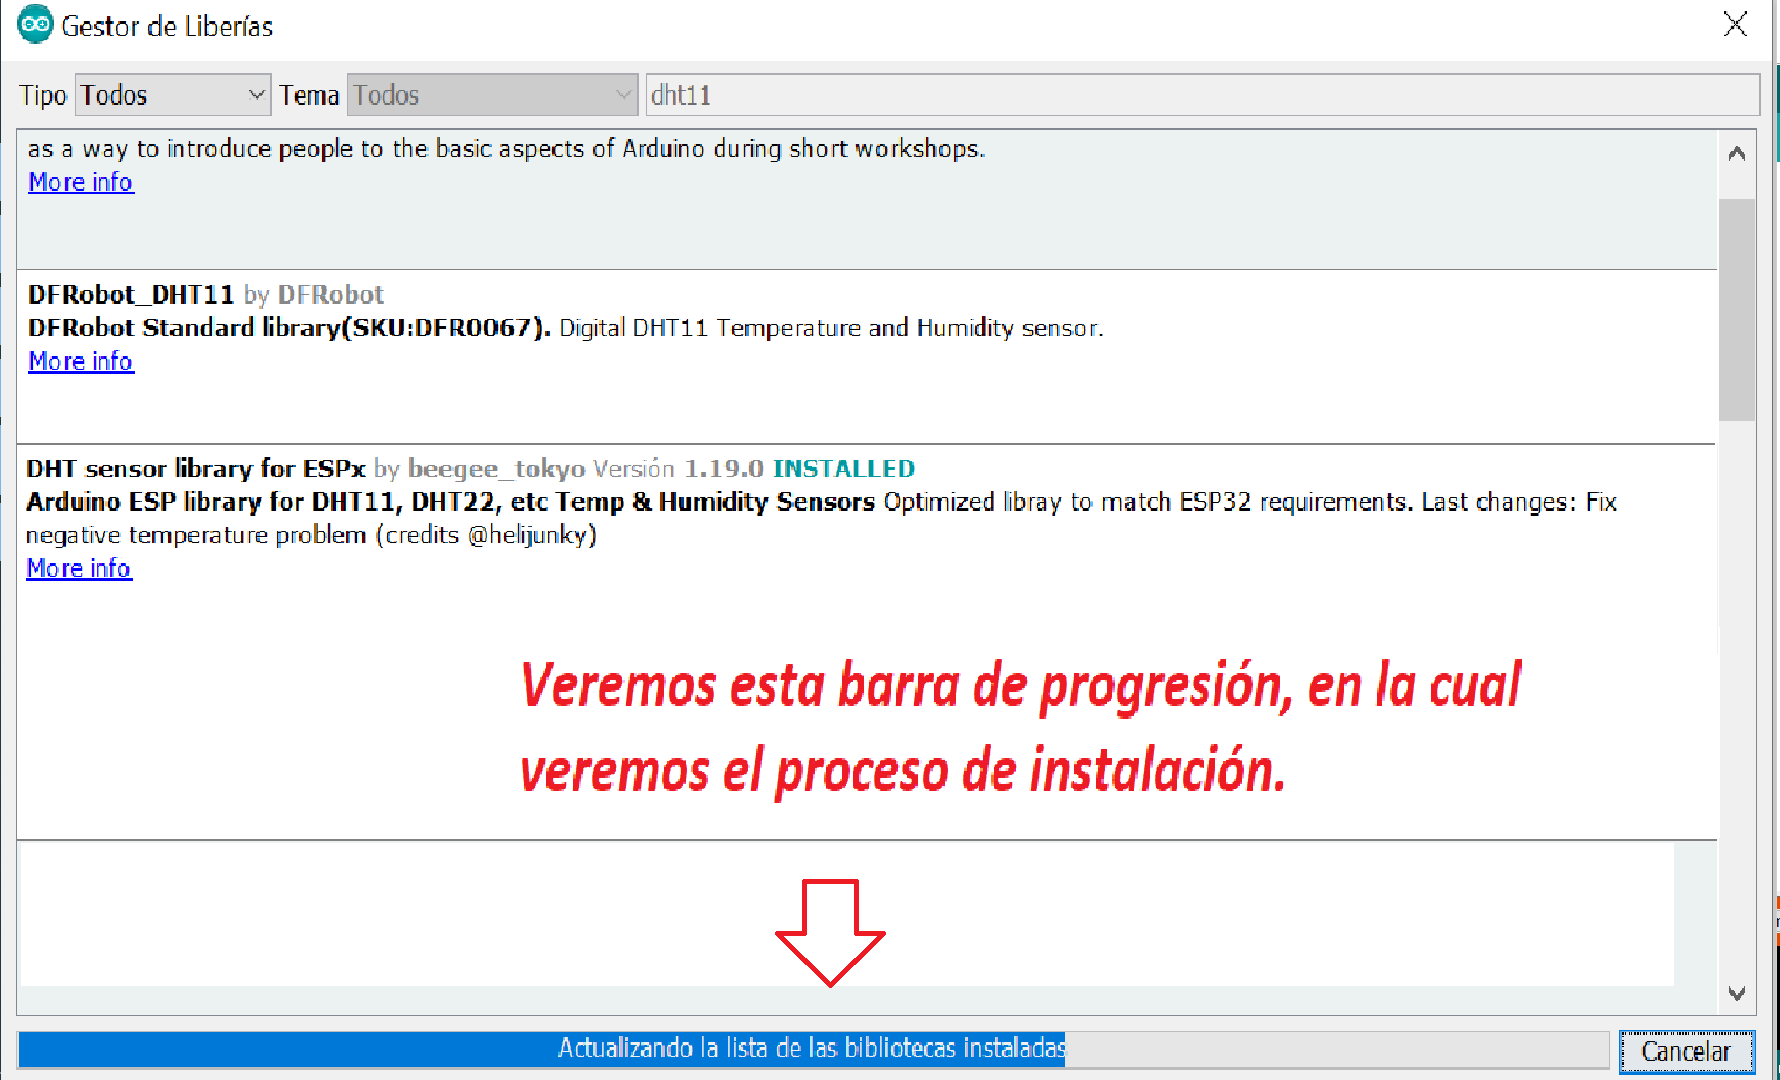 Gestor de Liberías
Tipo Todos Tema Todos dht11
as a way to introduce people to the basic aspects of Arduino during short workshops.
More info
DFRobot_DHT11 by DFRobot
DFRobot Standard library(SKU:DFR0067). Digital DHT11 Temperature and Humidity sensor.
More info
DHT sensor library for ESPx by beegee_tokyo Versión 1.19.0 INSTALLED
Arduino ESP library for DHT11, DHT22, etc Temp & Humidity Sensors Optimized libray to match ESP32 requirements. Last changes: Fix
negative temperature problem (credits @helijunky)
More info
Veremos esta barra de progresión, en la cual
veremos el proceso de instalación.
Actualizando la lista de las bibliotecas instaladas
Cancelar